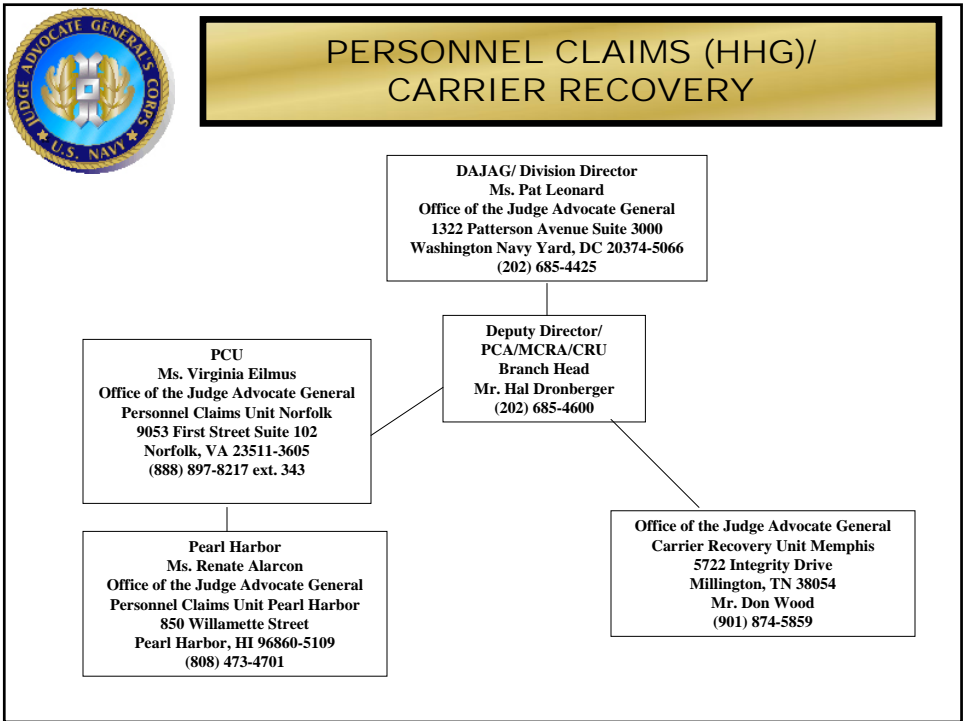 JUDGE ADVOCATE GENERAL'S CORPS
U.S. NAVY
PERSONNEL CLAIMS (HHG)/
CARRIER RECOVERY
DAJAG/ Division Director
Ms. Pat Leonard
Office of the Judge Advocate General
1322 Patterson Avenue Suite 3000
Washington Navy Yard, DC 20374-5066
(202) 685-4425
Deputy Director/
PCA/MCRA/CRU
Branch Head
Mr. Hal Dronberger
(202) 685-4600
PCU
Ms. Virginia Eilmus
Office of the Judge Advocate General
Personnel Claims Unit Norfolk
9053 First Street Suite 102
Norfolk, VA 23511-3605
(888) 897-8217 ext. 343
Pearl Harbor
Ms. Renate Alarcon
Office of the Judge Advocate General
Personnel Claims Unit Pearl Harbor
850 Willamette Street
Pearl Harbor, HI 96860-5109
(808) 473-4701
Office of the Judge Advocate General
Carrier Recovery Unit Memphis
5722 Integrity Drive
Millington, TN 38054
Mr. Don Wood
(901) 874-5859